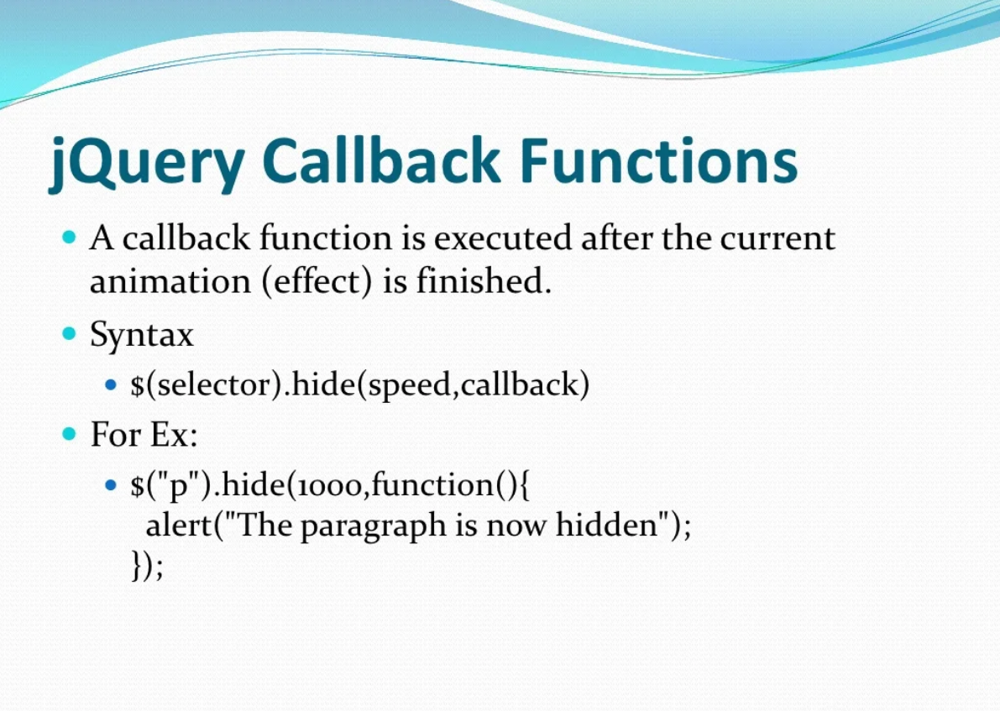 jQuery Callback Functions
• A callback function is executed after the current
animation (effect) is finished.
• Syntax
• $(selector).hide(speed,callback)
• For Ex:
• $("p").hide(1000,function(){
alert("The paragraph is now hidden");
});